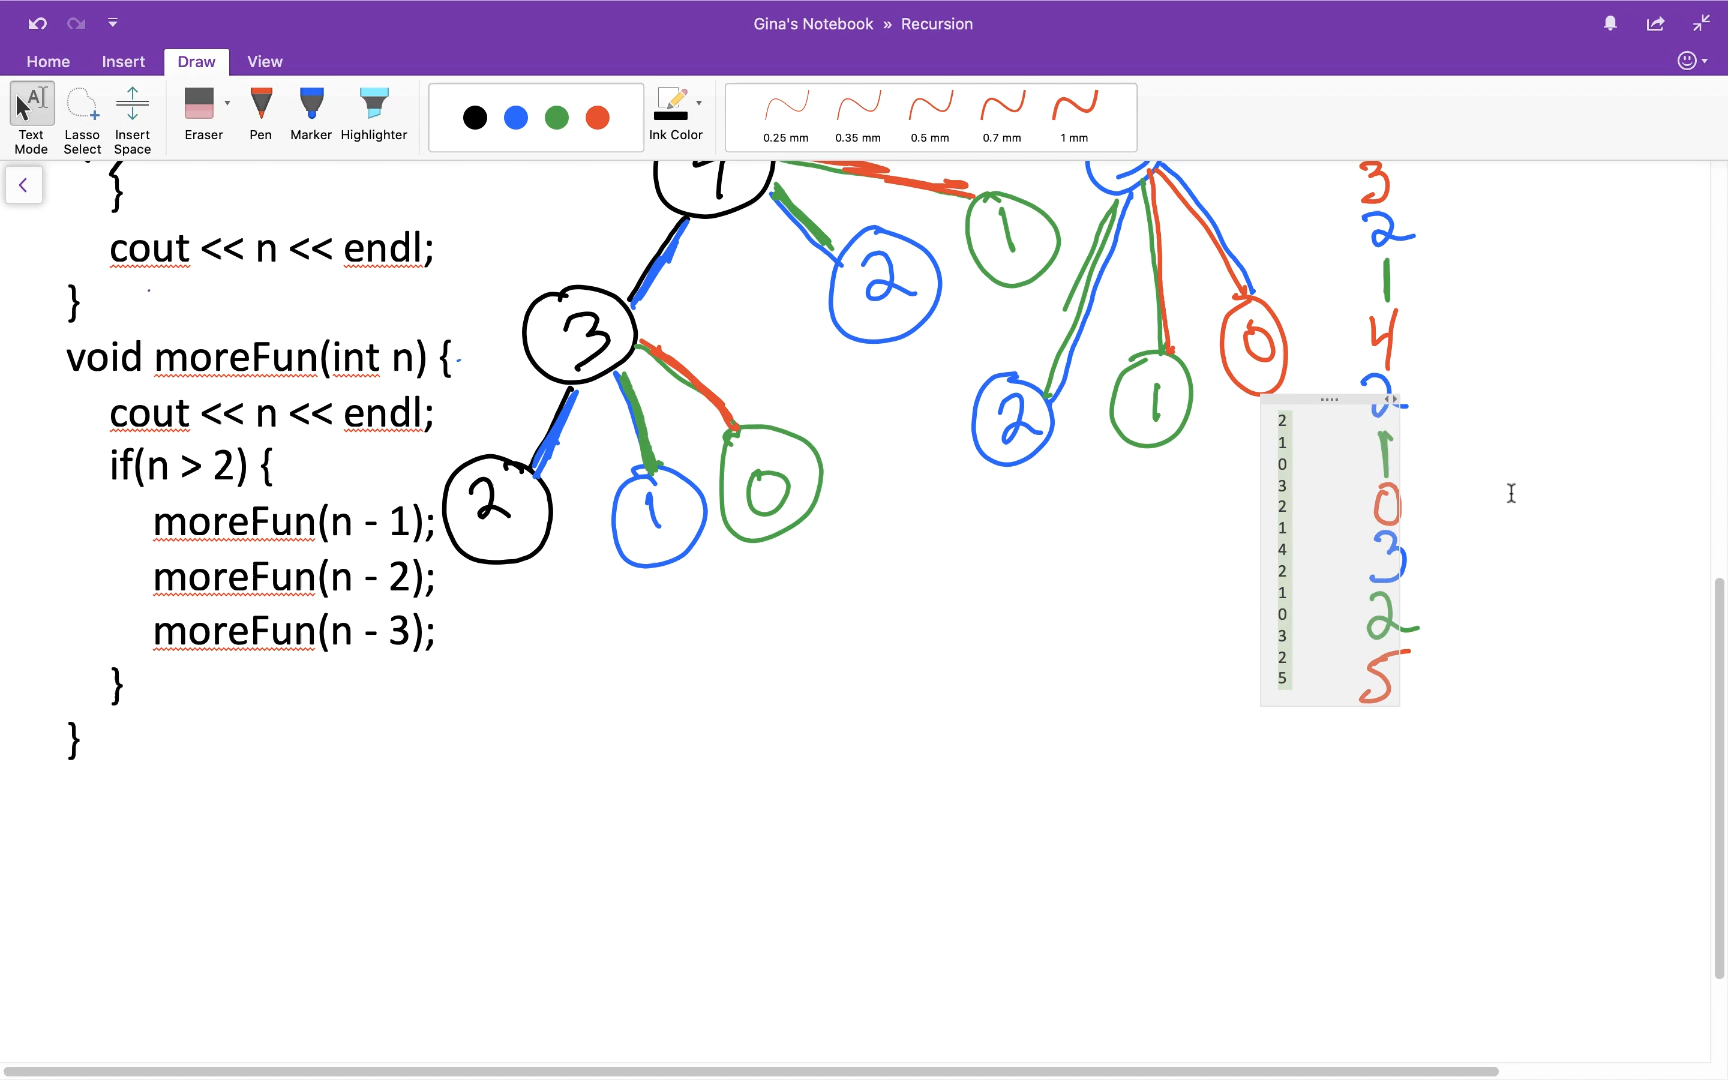 Gina's Notebook » Recursion
Home Insert Draw View
Text Mode
Lasso Select
Insert Space
Eraser
Pen
Marker
Highlighter
Ink Color
0.25 mm
0.35 mm
0.5 mm
0.7 mm
1 mm
}
cout << n << endl;
}
void moreFun(int n) {
cout << n << endl;
if(n > 2) {
moreFun(n - 1);
moreFun(n - 2);
moreFun(n - 3);
}
}
3
2
1
0
2
1
2
1
0
3
2
1
4
2
1
0
3
2
5
2
1
0
3
2
1
4
2
1
0
3
2
5